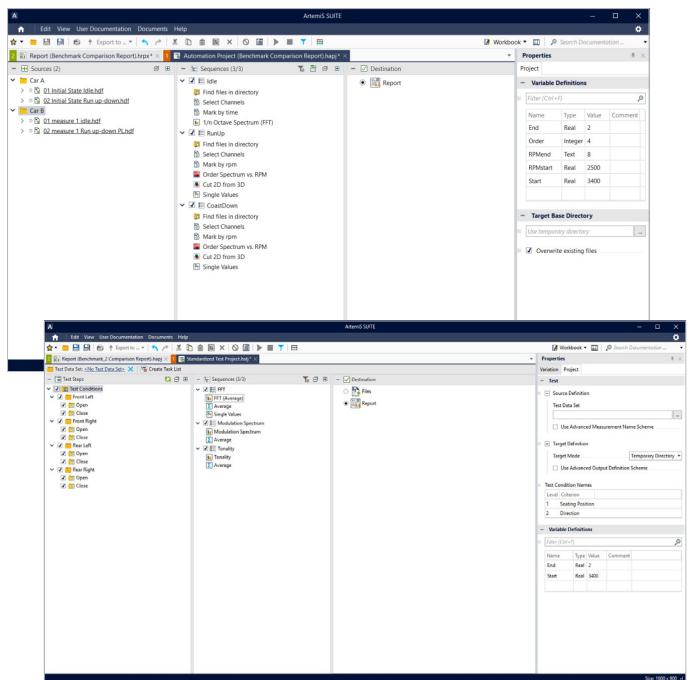 ArtemiS SUITE
Edit View User Documentation Documents Help
Export to ...
Workbook
Search Documentation ...
2 Report (Benchmark Comparison Report).hrpx* × 1 Automation Project (Benchmark Comparison Report).hapj* ×
Sources (2)
Car A
01 Initial State Idle.hdf
02 Initial State Run up-down.hdf
Car B
01 measure 1 idle.hdf
02 measure 1 Run up-down PL.hdf
Sequences (3/3)
Idle
Find files in directory
Select Channels
Mark by time
1/n Octave Spectrum (FFT)
RunUp
Find files in directory
Select Channels
Mark by rpm
Order Spectrum vs. RPM
Cut 2D from 3D
Single Values
CoastDown
Find files in directory
Select Channels
Mark by rpm
Order Spectrum vs. RPM
Cut 2D from 3D
Single Values
Destination
Report
Properties
Project
Variable Definitions
Filter (Ctrl+F)
Name Type Value Comment
End Real 2
Order Integer 4
RPMend Text 8
RPMstart Real 2500
Start Real 3400
Target Base Directory
Use temporary directory ...
Overwrite existing files
ArtemiS SUITE
Edit View User Documentation Documents Help
Export to ...
Workbook
Search Documentation ...
2 Report (Benchmark_2 Comparison Report).hapj × 1 Standardized Test Project.hstj* ×
Test Data Set: <No Test Data Set> × Create Task List
Test Steps
Test Conditions
Front Left
Open
Close
Front Right
Open
Close
Rear Left
Open
Close
Rear Right
Open
Close
Sequences (3/3)
FFT
FFT (Average)
Average
Single Values
Modulation Spectrum
Modulation Spectrum
Average
Tonality
Tonality
Average
Destination
Files
Report
Properties
Variation Project
Test
Source Definition
Test Data Set
...
Use Advanced Measurement Name Scheme
Target Definition
Target Mode Temporary Directory
Use Advanced Output Definition Scheme
Test Condition Names
Level Criterion
1 Seating Position
2 Direction
Variable Definitions
Filter (Ctrl+F)
Name Type Value Comment
End Real 2
Start Real 3400
Size: 1000 x 900